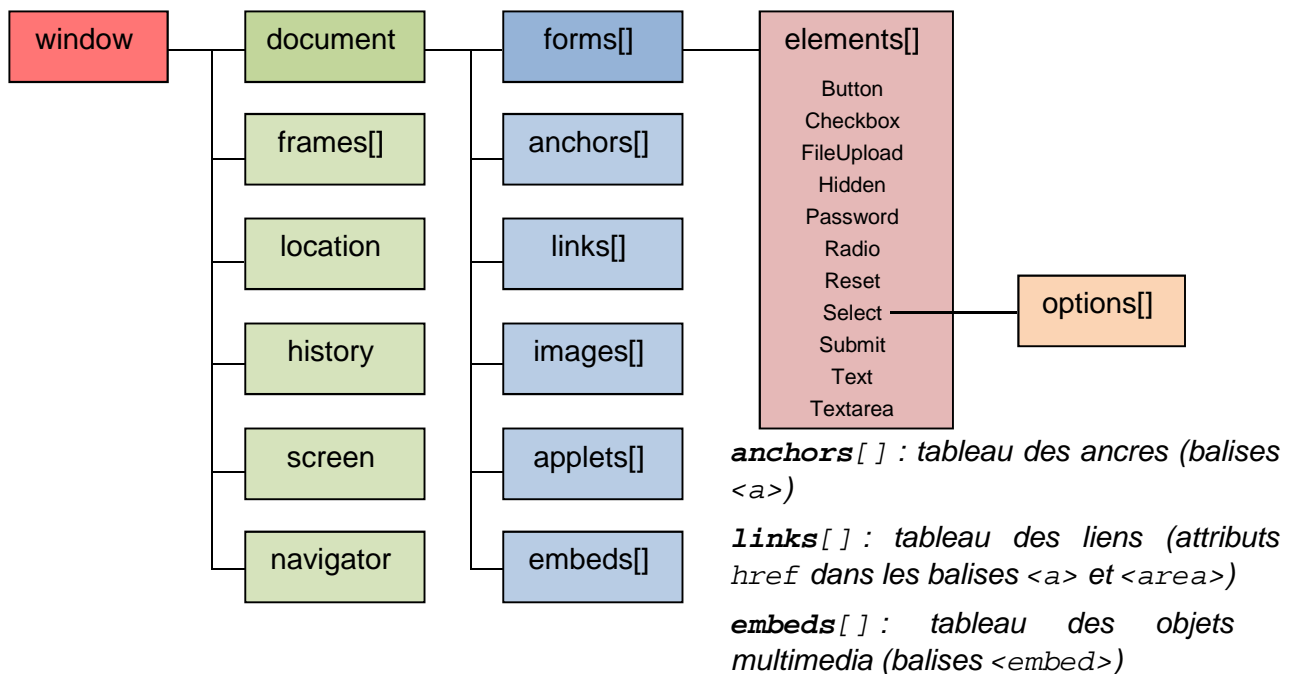 window
document
forms[]
elements[]
Button
Checkbox
FileUpload
Hidden
Password
Radio
Reset
Select
Submit
Text
Textarea
options[]
frames[]
anchors[]
location
links[]
history
images[]
screen
applets[]
navigator
embeds[]
anchors[] : tableau des ancres (balises
<a>)
links[] : tableau des liens (attributs
href dans les balises <a> et <area>)
embeds[] : tableau des objets
multimedia (balises <embed>)